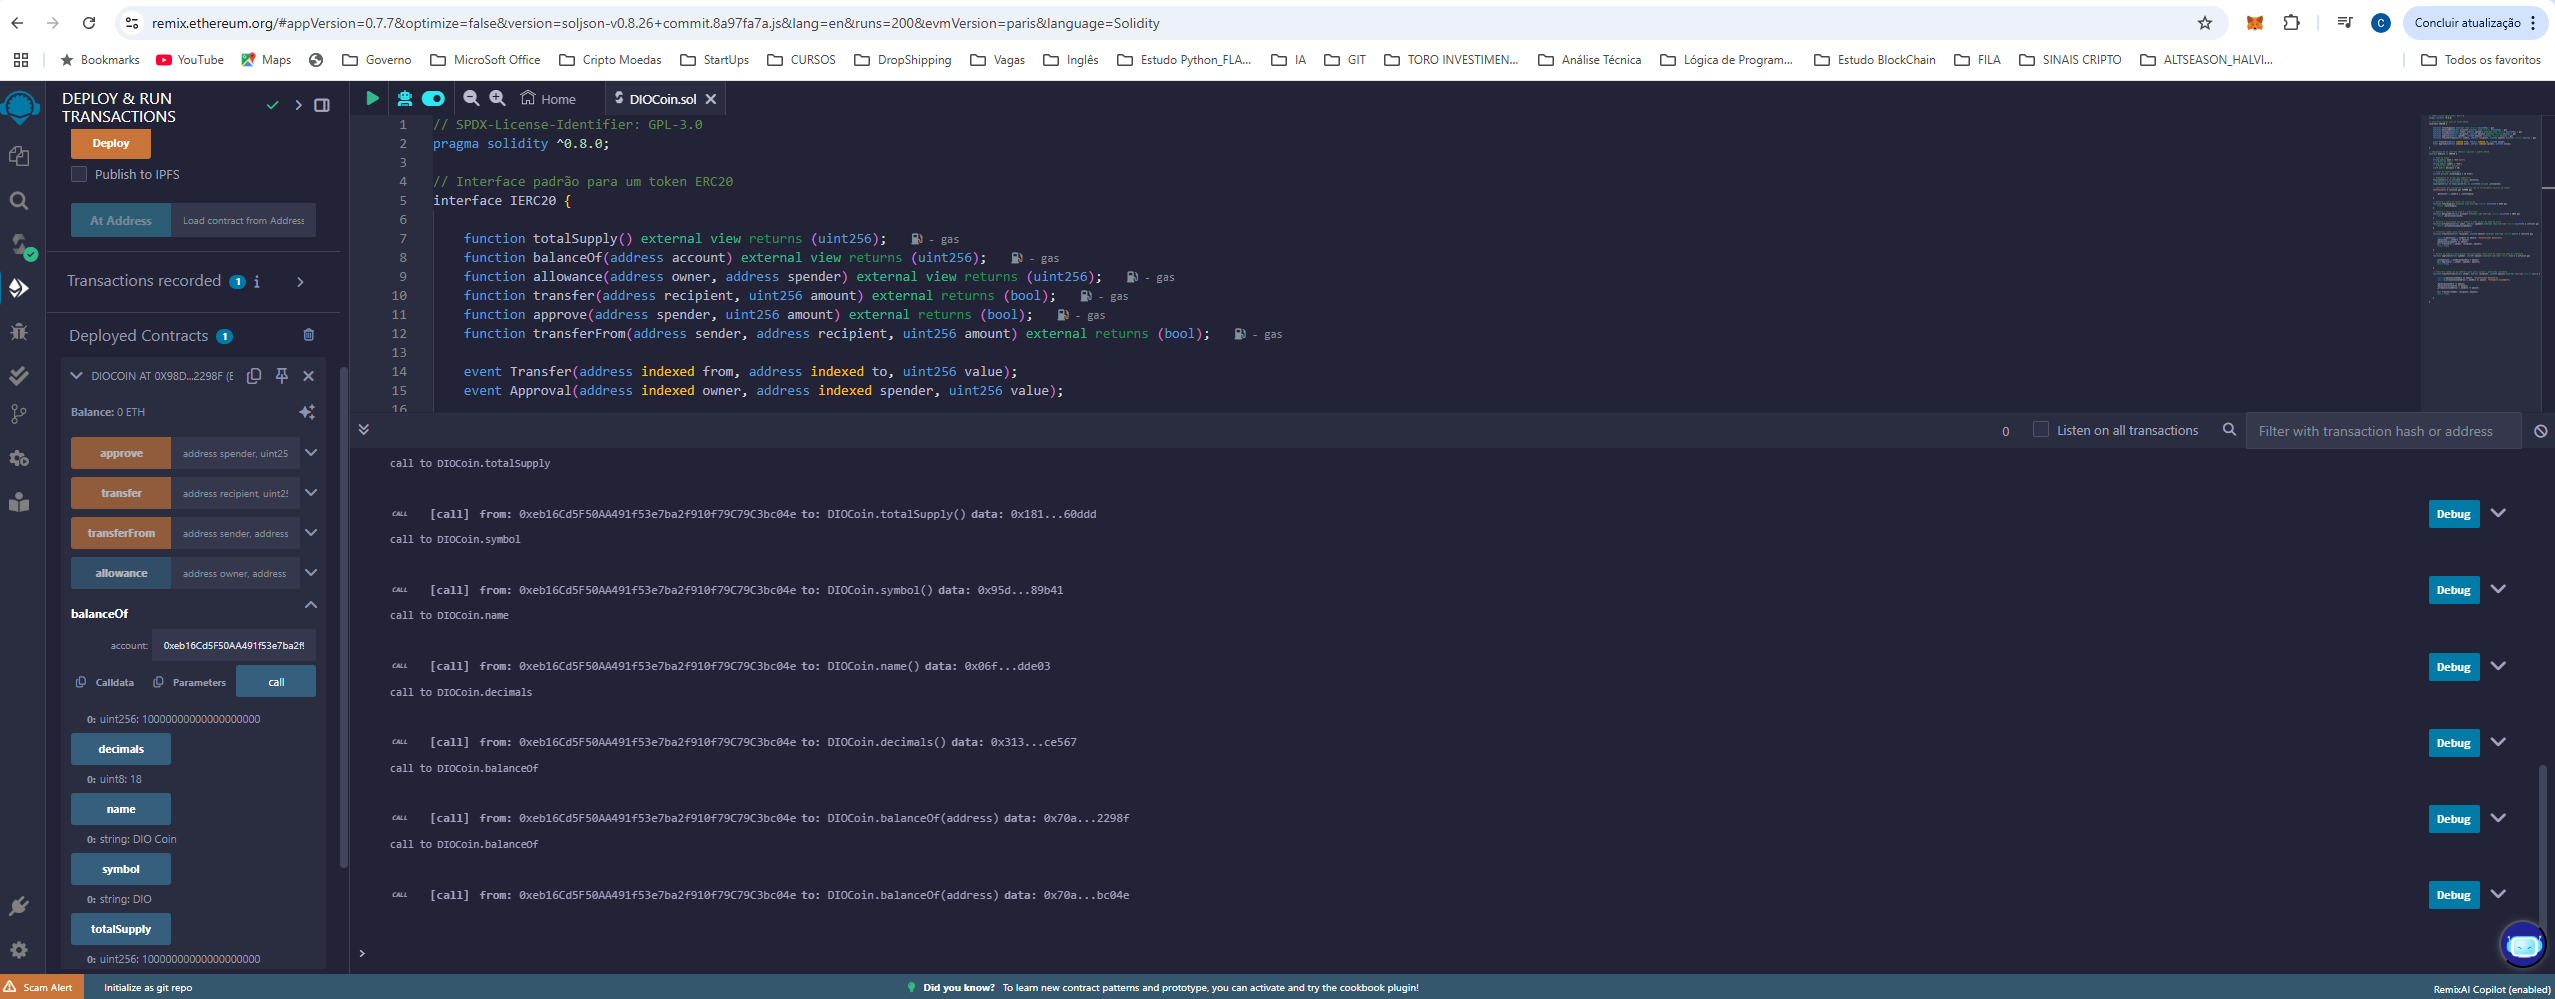 remix.ethereum.org/#appVersion=0.7.7&optimize=false&version=soljson-v0.8.26+commit.8a97fa7a.js&lang=en&runs=200&evmVersion=paris&language=Solidity
C
Concluir atualização
Bookmarks YouTube Maps Governo MicroSoft Office Cripto Moedas StartUps CURSOS DropShipping Vagas Inglês Estudo Python_FLA... IA GIT TORO INVESTIMEN... Análise Técnica Lógica de Program... Estudo BlockChain FILA SINAIS CRIPTO ALTSEASON_HALVI... Todos os favoritos
DEPLOY & RUN
TRANSACTIONS
Deploy
Publish to IPFS
At Address Load contract from Address
Transactions recorded 1 i
Deployed Contracts 1
DIOCOIN AT 0X98D...2298F (E
Balance: 0 ETH
approve address spender, uint25
transfer address recipient, uint25
transferFrom address sender, address
allowance address owner, address
balanceOf
account: 0xeb16Cd5F50AA491f53e7ba2f9
Calldata Parameters call
0: uint256: 10000000000000000000
decimals
0: uint8: 18
name
0: string: DIO Coin
symbol
0: string: DIO
totalSupply
0: uint256: 10000000000000000000
Home DIOCoin.sol
1 // SPDX-License-Identifier: GPL-3.0
2 pragma solidity ^0.8.0;
3
4 // Interface padrão para um token ERC20
5 interface IERC20 {
6
7 function totalSupply() external view returns (uint256); - gas
8 function balanceOf(address account) external view returns (uint256); - gas
9 function allowance(address owner, address spender) external view returns (uint256); - gas
10 function transfer(address recipient, uint256 amount) external returns (bool); - gas
11 function approve(address spender, uint256 amount) external returns (bool); - gas
12 function transferFrom(address sender, address recipient, uint256 amount) external returns (bool); - gas
13
14 event Transfer(address indexed from, address indexed to, uint256 value);
15 event Approval(address indexed owner, address indexed spender, uint256 value);
16
0 Listen on all transactions Filter with transaction hash or address
call to DIOCoin.totalSupply
CALL [call] from: 0xeb16Cd5F50AA491f53e7ba2f910f79C79C3bc04e to: DIOCoin.totalSupply() data: 0x181...60ddd Debug
call to DIOCoin.symbol
CALL [call] from: 0xeb16Cd5F50AA491f53e7ba2f910f79C79C3bc04e to: DIOCoin.symbol() data: 0x95d...89b41 Debug
call to DIOCoin.name
CALL [call] from: 0xeb16Cd5F50AA491f53e7ba2f910f79C79C3bc04e to: DIOCoin.name() data: 0x06f...dde03 Debug
call to DIOCoin.decimals
CALL [call] from: 0xeb16Cd5F50AA491f53e7ba2f910f79C79C3bc04e to: DIOCoin.decimals() data: 0x313...ce567 Debug
call to DIOCoin.balanceOf
CALL [call] from: 0xeb16Cd5F50AA491f53e7ba2f910f79C79C3bc04e to: DIOCoin.balanceOf(address) data: 0x70a...2298f Debug
call to DIOCoin.balanceOf
CALL [call] from: 0xeb16Cd5F50AA491f53e7ba2f910f79C79C3bc04e to: DIOCoin.balanceOf(address) data: 0x70a...bc04e Debug
>
Scam Alert Initialize as git repo Did you know? To learn new contract patterns and prototype, you can activate and try the cookbook plugin! RemixAI Copilot (enabled)